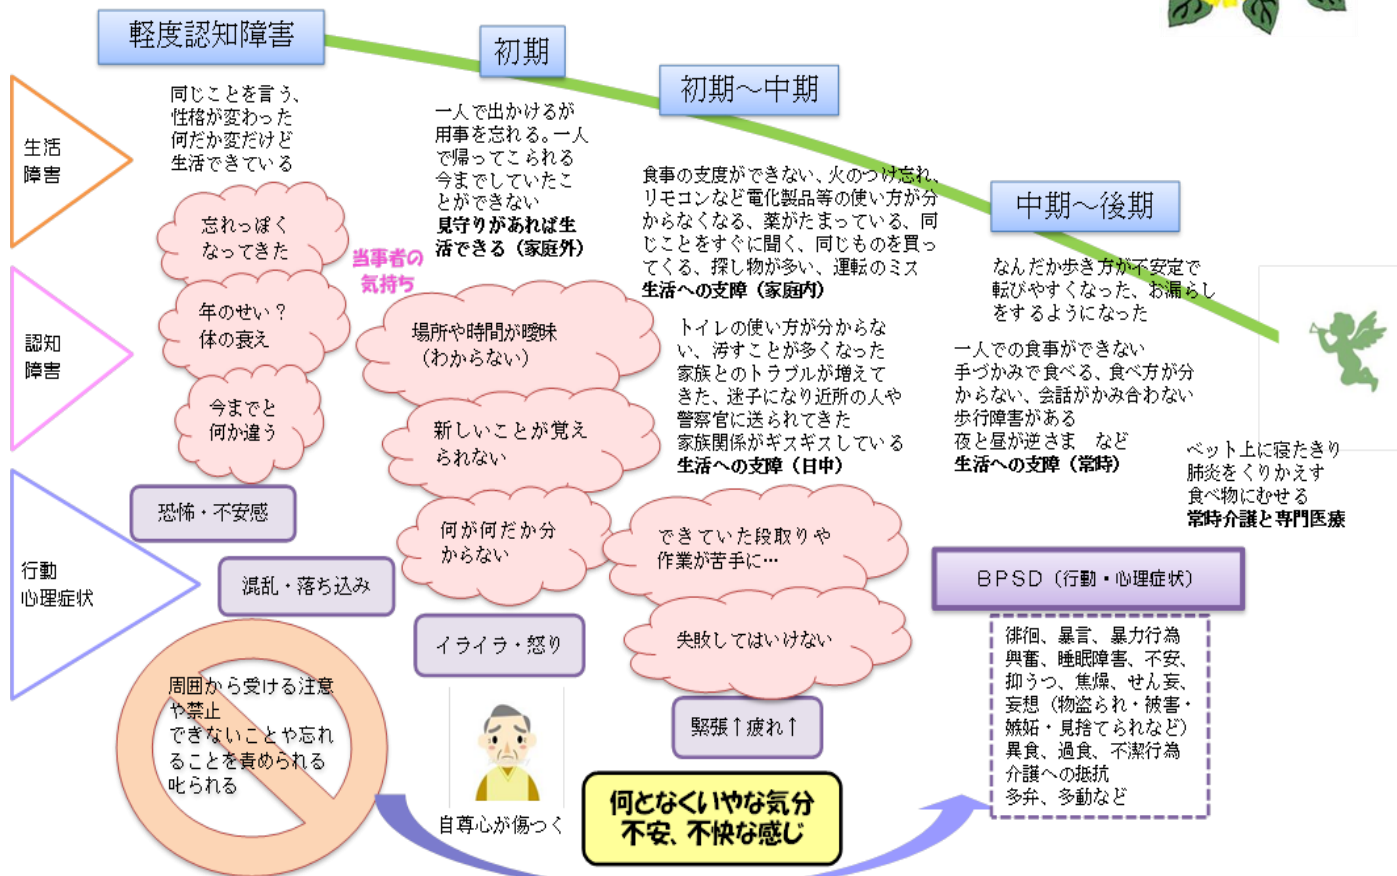 軽度認知障害
初期
初期～中期
中期～後期
生活
障害
同じことを言う、
性格が変わった
何だか変だけど
生活できている
一人で出かけるが
用事を忘れる。一人
で帰ってこられる
今までしていたこ
とができない
見守りがあれば生
活できる（家庭外）
食事の支度ができない、火のつけ忘れ、
リモコンなど電化製品等の使い方が分
からなくなる、薬がたまっている、同
じことをすぐに聞く、同じものを買っ
てくる、探し物が多い、運転のミス
生活への支障（家庭内）
トイレの使い方が分からな
い、汚すことが多くなった
家族とのトラブルが増えて
きた、迷子になり近所の人や
警察官に送られてきた
家族関係がギスギスしている
生活への支障（日中）
なんだか歩き方が不安定で
転びやすくなった、お漏らし
をするようになった
一人での食事ができない
手づかみで食べる、食べ方が分
からない、会話がかみ合わない
歩行障害がある
夜と昼が逆さま　など
生活への支障（常時）
ベット上に寝たきり
肺炎をくりかえす
食べ物にむせる
常時介護と専門医療
認知
障害
当事者の
気持ち
忘れっぽく
なってきた
年のせい？
体の衰え
今までと
何か違う
場所や時間が曖昧
（わからない）
新しいことが覚え
られない
何が何だか分
からない
できていた段取りや
作業が苦手に…
失敗してはいけない
行動
心理症状
恐怖・不安感
混乱・落ち込み
イライラ・怒り
緊張↑疲れ↑
周囲から受ける注意
や禁止
できないことや忘れ
ることを責められる
叱られる
自尊心が傷つく
何となくいやな気分
不安、不快な感じ
BPSD（行動・心理症状）
徘徊、暴言、暴力行為
興奮、睡眠障害、不安、
抑うつ、焦燥、せん妄、
妄想（物盗られ・被害・
嫉妬・見捨てられなど）
異食、過食、不潔行為
介護への抵抗
多弁、多動など